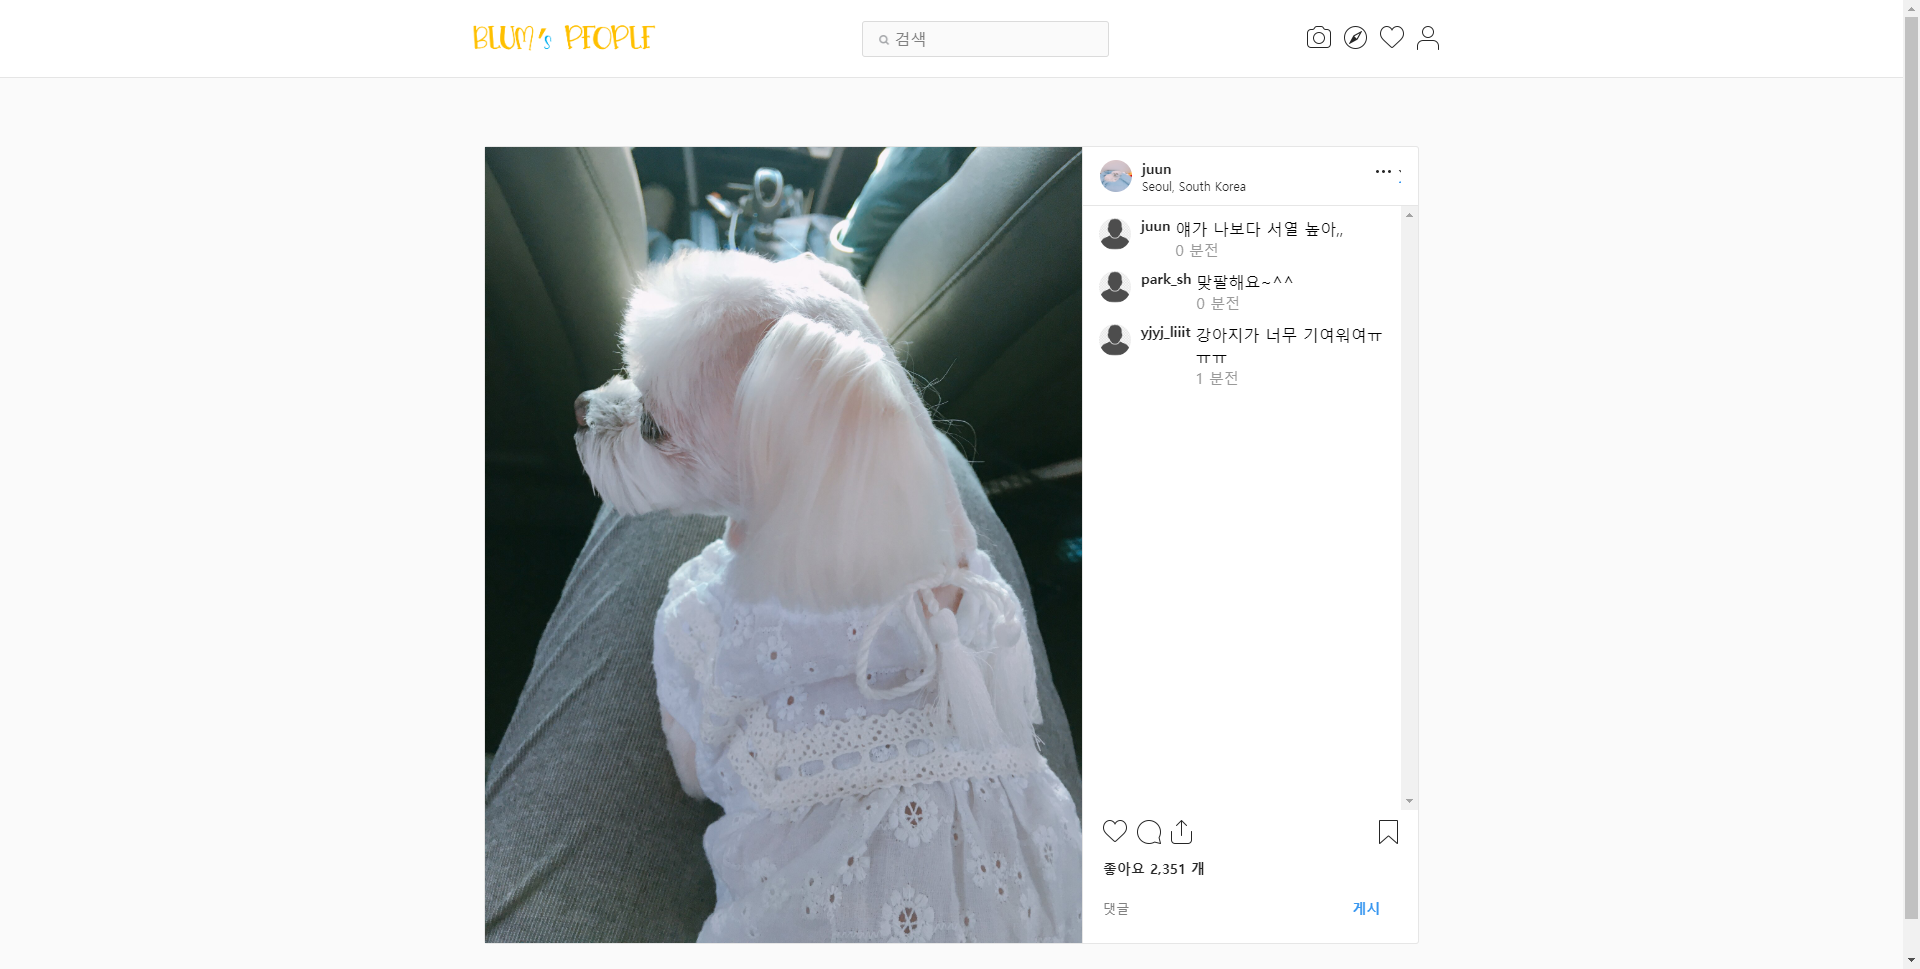 BLUM's PEOPLE
검색
juun
Seoul, South Korea
juun 얘가 나보다 서열 높아,,
0 분전
park_sh 맞팔해요~^^
0 분전
yjyj_liiit 강아지가 너무 기여워여ㅠ
ㅠㅠ
1 분전
좋아요 2,351 개
댓글
게시